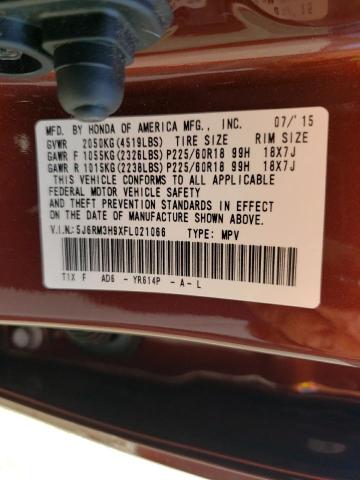 MFD. BY HONDA OF AMERICA MFG., INC. 07/'15
GVWR 2050KG(4519LBS) TIRE SIZE RIM SIZE
GAWR F 1055KG(2326LBS)P225/60R18 99H 18X7J
GAWR R 1015KG(2238LBS)P225/60R18 99H 18X7J
THIS VEHICLE CONFORMS TO ALL APPLICABLE
FEDERAL MOTOR VEHICLE SAFETY
AND THEFT PREVENTION STANDARDS IN EFFECT
ON THE DATE OF MANUFACTURE SHOWN ABOVE.
V.I.N:5J6RM3H9XFL021066 TYPE: MPV
T1X F AD6 - YR614P - A - L